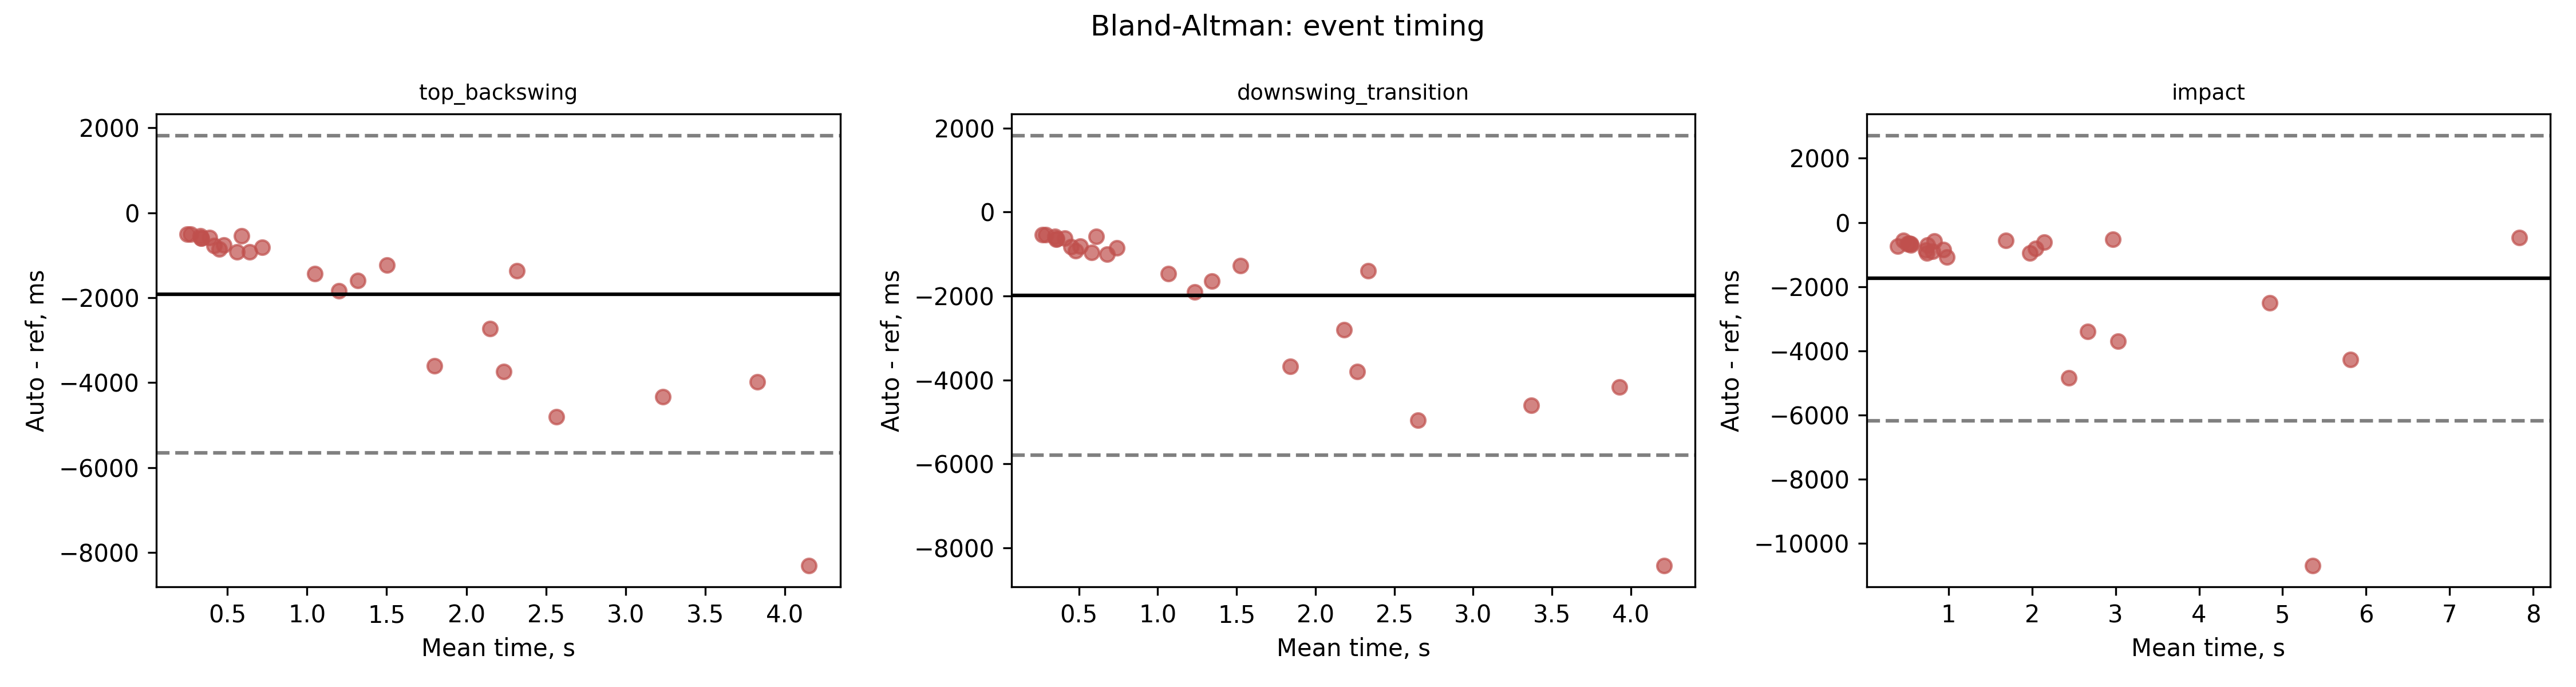 Bland-Altman: event timing
top_backswing
2000
0
−2000
−4000
−6000
−8000
Auto - ref, ms
0.5 1.0 1.5 2.0 2.5 3.0 3.5 4.0
Mean time, s
downswing_transition
2000
0
−2000
−4000
−6000
−8000
Auto - ref, ms
0.5 1.0 1.5 2.0 2.5 3.0 3.5 4.0
Mean time, s
impact
2000
0
−2000
−4000
−6000
−8000
−10000
Auto - ref, ms
1 2 3 4 5 6 7 8
Mean time, s